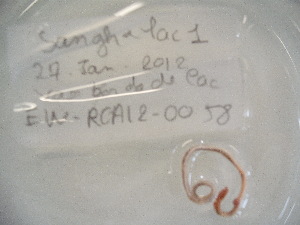 Sangha lac 1
27. Jan. 2012
de lac
EW-RCA12-0058